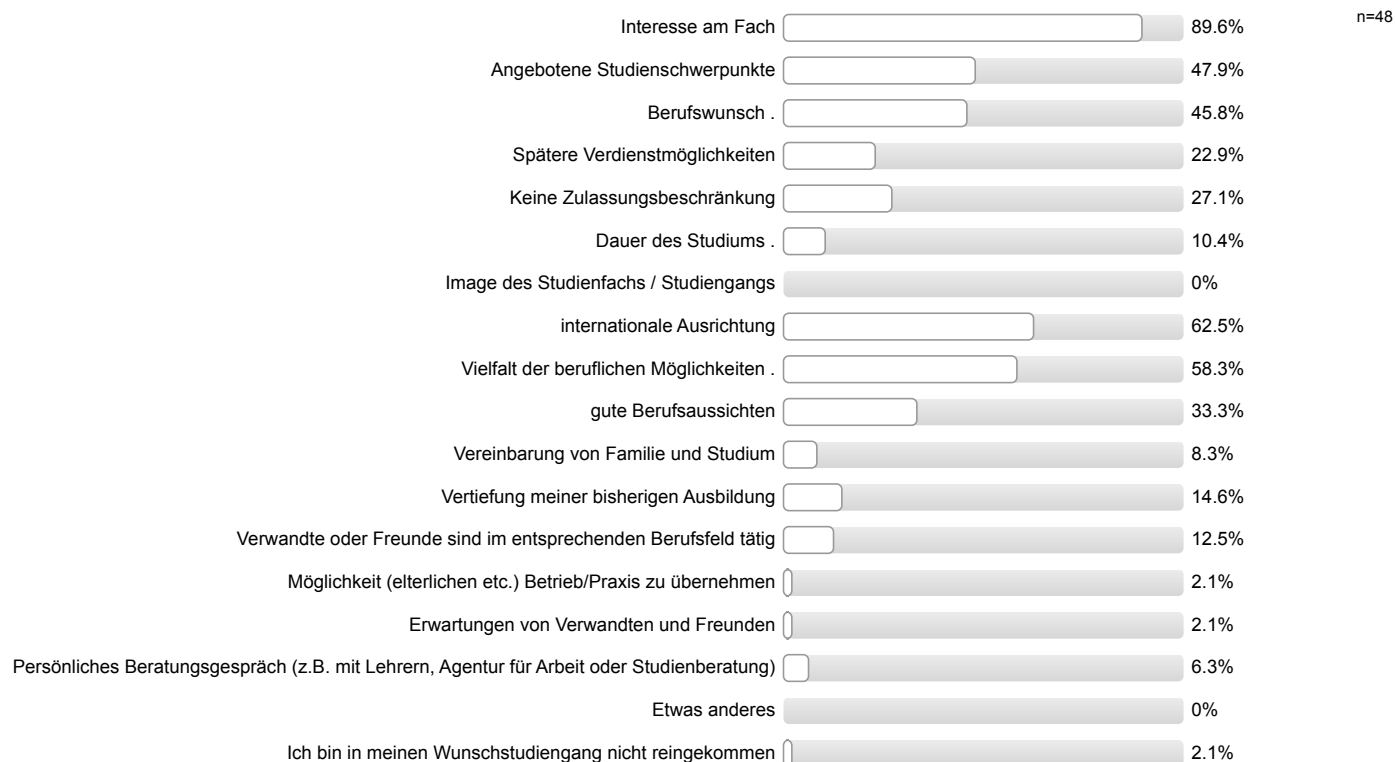 n=48
Interesse am Fach 89.6%
Angebotene Studienschwerpunkte 47.9%
Berufswunsch . 45.8%
Spätere Verdienstmöglichkeiten 22.9%
Keine Zulassungsbeschränkung 27.1%
Dauer des Studiums . 10.4%
Image des Studienfachs / Studiengangs 0%
internationale Ausrichtung 62.5%
Vielfalt der beruflichen Möglichkeiten . 58.3%
gute Berufsaussichten 33.3%
Vereinbarung von Familie und Studium 8.3%
Vertiefung meiner bisherigen Ausbildung 14.6%
Verwandte oder Freunde sind im entsprechenden Berufsfeld tätig 12.5%
Möglichkeit (elterlichen etc.) Betrieb/Praxis zu übernehmen 2.1%
Erwartungen von Verwandten und Freunden 2.1%
Persönliches Beratungsgespräch (z.B. mit Lehrern, Agentur für Arbeit oder Studienberatung) 6.3%
Etwas anderes 0%
Ich bin in meinen Wunschstudiengang nicht reingekommen 2.1%